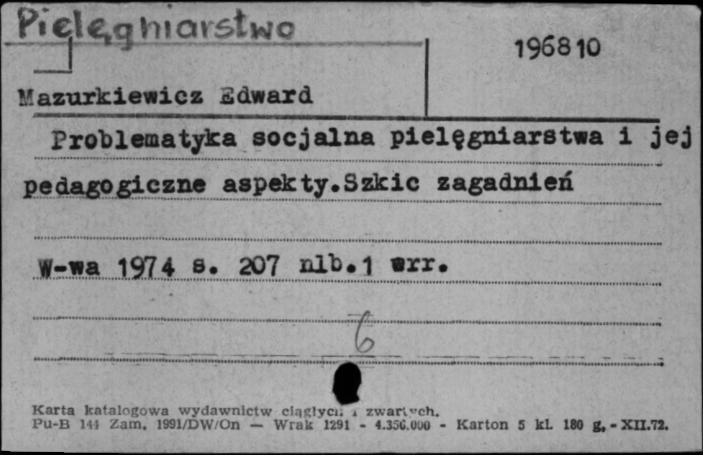 Pielęgniarstwo
196810
Mazurkiewicz Edward
Problematyka socjalna pielęgniarstwa i jej
pedagogiczne aspekty.Szkic zagadnień
W-wa 1974 s. 207 nlb.1 err.
6
Karta katalogowa wydawnictw ciągłych i zwartych.
Pu-B 144 Zam. 1991/DW/On — Wrak 1291 - 4.356.000 - Karton 5 kl. 180 g. - XII.72.